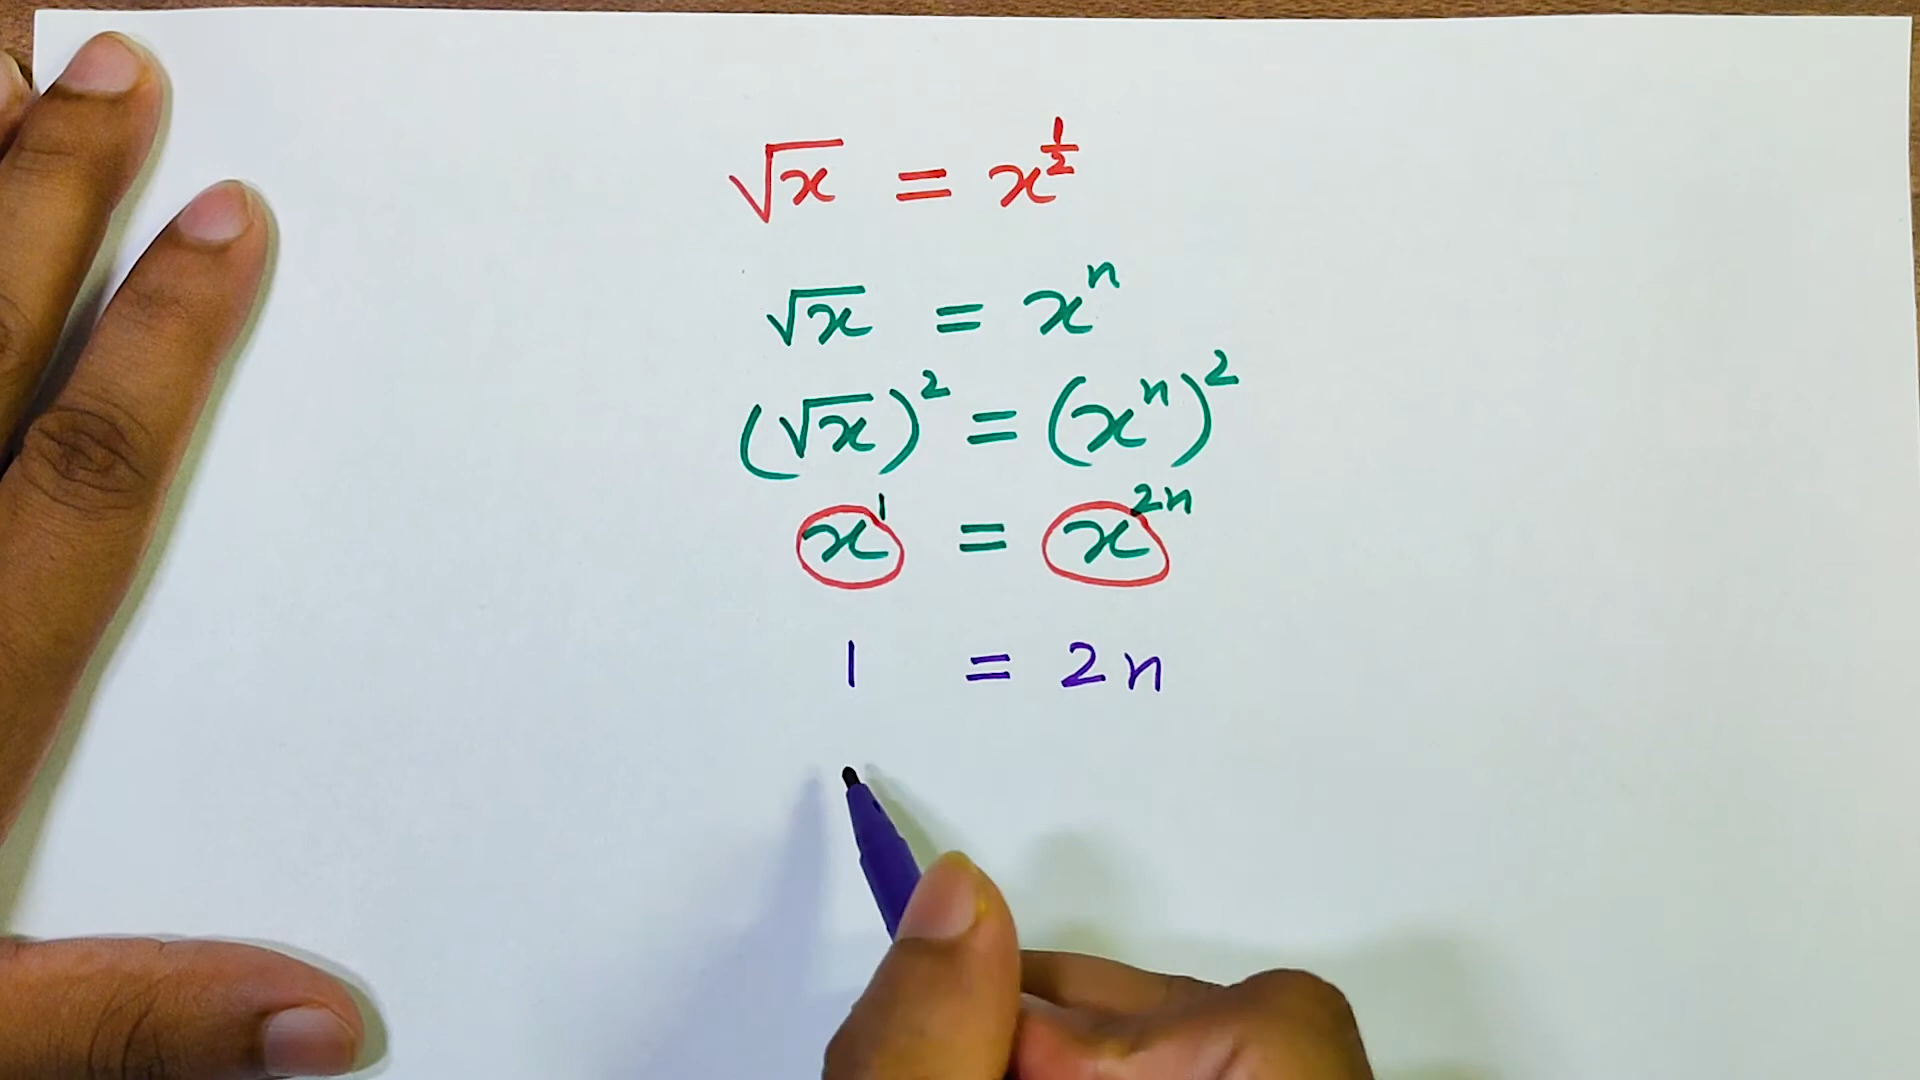 √x = x^(1/2)
√x = x^n
(√x)^2 = (x^n)^2
x^1 = x^(2n)
1 = 2n